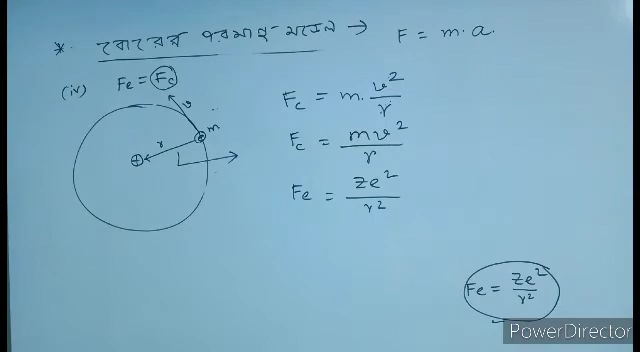 * বোরের পরমাণু মডেল → F = m.a.
(iv) Fe = Fc
v
m
r
+
Fc = m. v²/r
Fc = mv²/r
Fe = Ze²/r²
Fe = Ze²/r²
PowerDirector